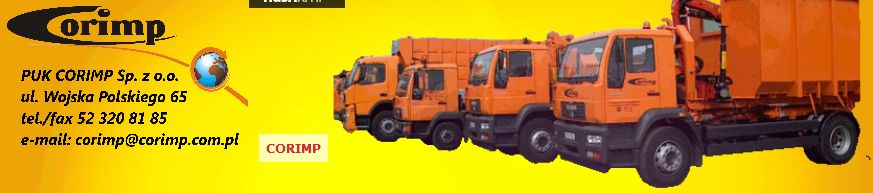 Corimp
PUK CORIMP Sp. z o.o.
ul. Wojska Polskiego 65
tel./fax 52 320 81 85
e-mail: corimp@corimp.com.pl
CORIMP
Corimp